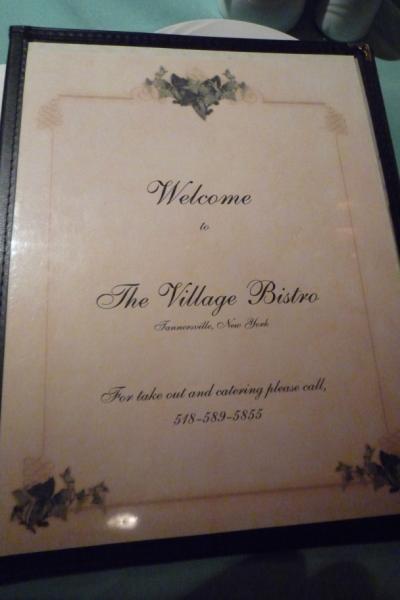 Welcome
to
The Village Bistro
Tannersville, New York
For take out and catering please call,
518-589-5855